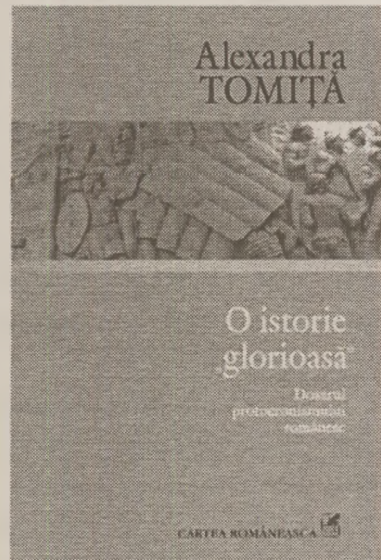 Alexandra
TOMIȚĂ
O istorie
„glorioasă”
Dosarul
protocronismului
românesc
CARTEA ROMÂNEASCĂ